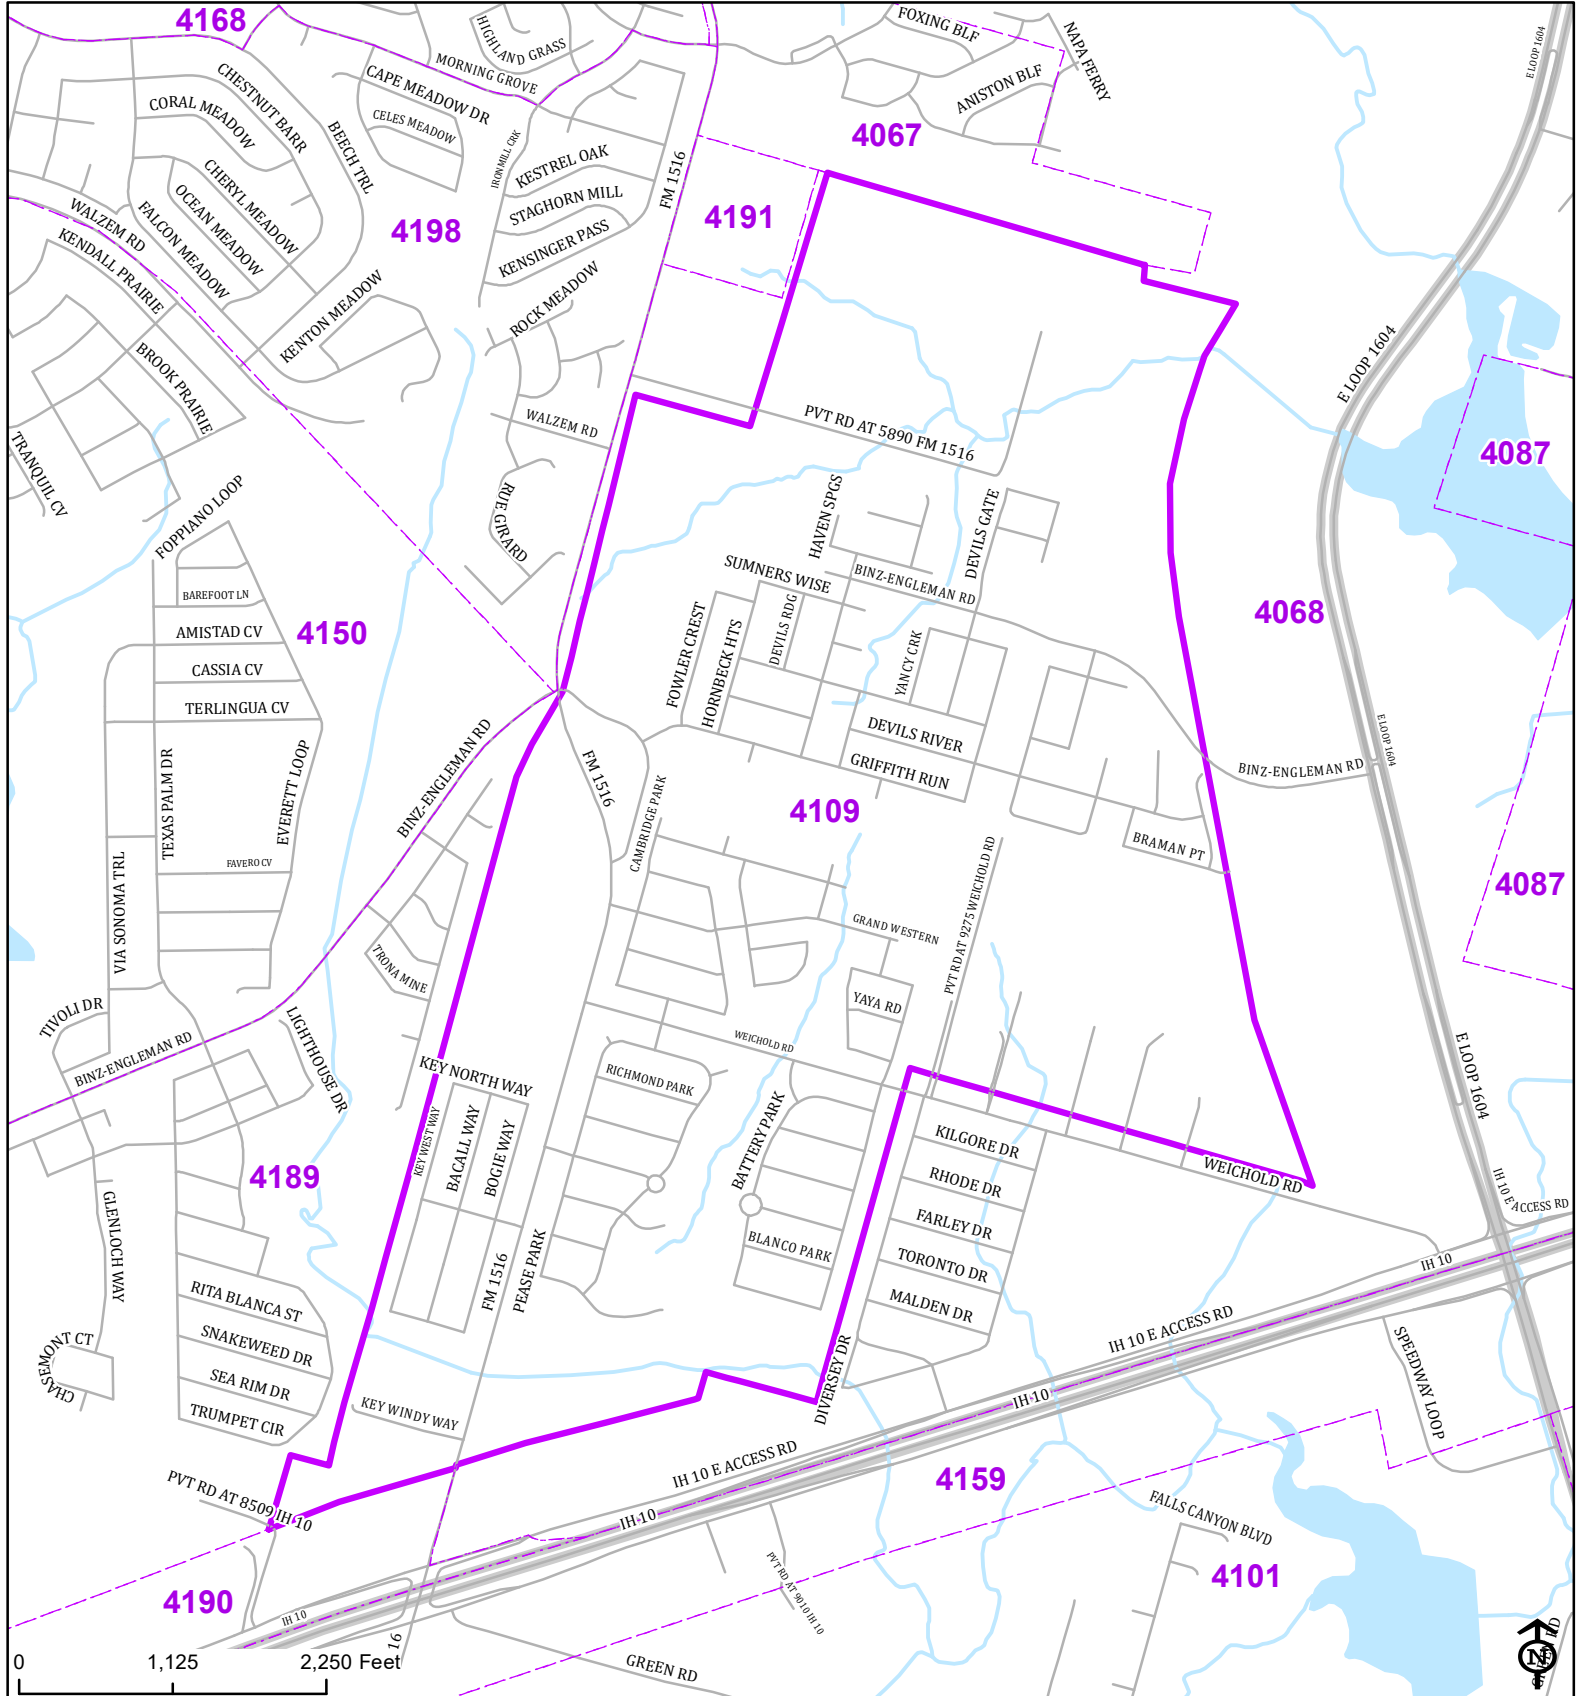 4168
HIGHLAND GRASS
FOXING BLF
NAPA FERRY
E LOOP 1604
MORNING GROVE
CHESTNUT BARR
CAPE MEADOW DR
ANISTON BLF
CORAL MEADOW
CELES MEADOW
BEECH TRL
4067
IRONMILL CRK
KESTREL OAK
FM 1516
CHERYL MEADOW
OCEAN MEADOW
FALCON MEADOW
STAGHORN MILL
WALZEM RD
4198
4191
KENDALL PRAIRIE
KENSINGER PASS
ROCK MEADOW
KENTON MEADOW
E LOOP 1604
BROOK PRAIRIE
WALZEM RD
PVT RD AT 5890 FM 1516
4087
TRANQUIL CV
FOPPIANO LOOP
RUE GIRARD
HAVEN SPGS
DEVILS GATE
SUMNERS WISE
BINZ-ENGLEMAN RD
BAREFOOT LN
AMISTAD CV
4150
FOWLER CREST
HORNBECK HTS
DEVILS RDG
YANCY CRK
4068
CASSIA CV
TERLINGUA CV
DEVILS RIVER
E LOOP 1604
BINZ-ENGLEMAN RD
FM 1516
GRIFFITH RUN
BINZ-ENGLEMAN RD
TEXAS PALM DR
EVERETT LOOP
CAMBRIDGE PARK
4109
BRAMAN PT
FAVERO CV
4087
VIA SONOMA TRL
GRAND WESTERN
PVT RD AT 9275 WEICHOLD RD
TRONA MINE
YAYA RD
TIVOLI DR
LIGHTHOUSE DR
BINZ-ENGLEMAN RD
WEICHOLD RD
E LOOP 1604
KEY NORTH WAY
RICHMOND PARK
BATTERY PARK
KEY WEST WAY
BACALL WAY
BOGIE WAY
KILGORE DR
4189
WEICHOLD RD
RHODE DR
IH 10 E ACCESS RD
GLENLOCH WAY
FARLEY DR
BLANCO PARK
FM 1516
PEASE PARK
TORONTO DR
IH 10
RITA BLANCA ST
MALDEN DR
SNAKEWEED DR
IH 10 E ACCESS RD
CHASEMONT CT
SEA RIM DR
DIVERSEY DR
SPEEDWAY LOOP
TRUMPET CIR
KEY WINDY WAY
IH 10
IH 10 E ACCESS RD
4159
PVT RD AT 8509 IH 10
IH 10
FALLS CANYON BLVD
4101
PVT RD AT 9010 IH 10
4190
IH 10
GREEN RD
16
N
0 1,125 2,250 Feet